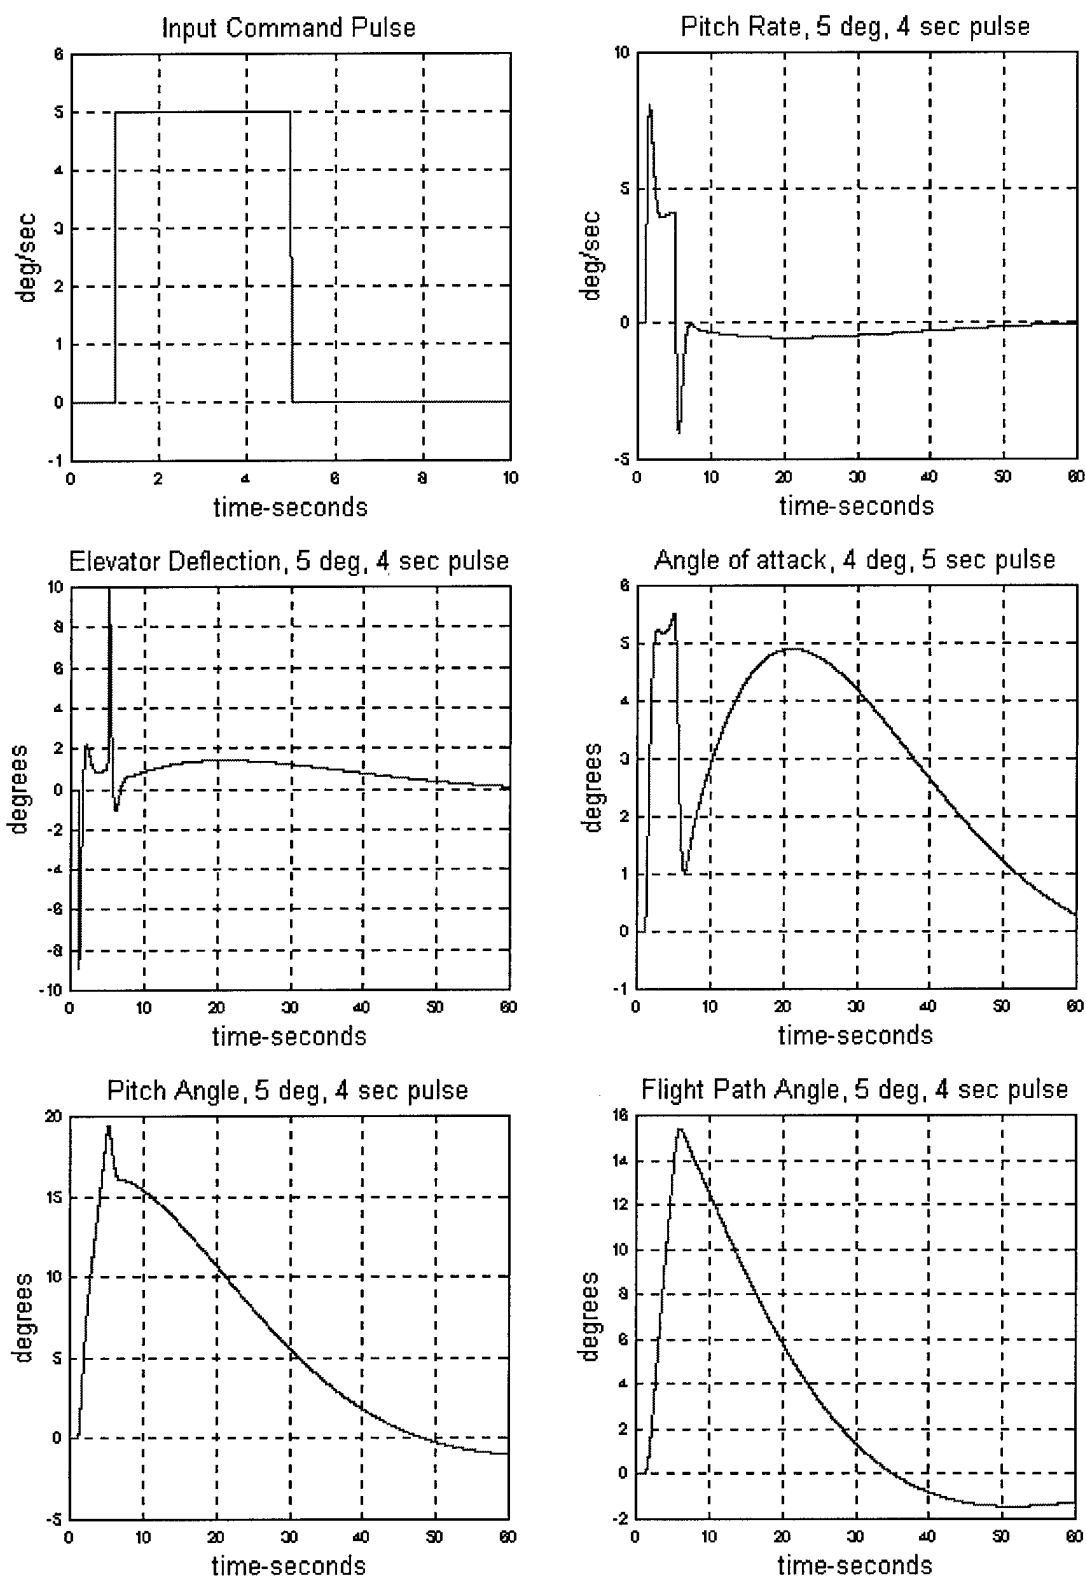 Input Command Pulse
6
5
4
3
2
1
0
-1
deg/sec
0 2 4 6 8 10
time-seconds
Pitch Rate, 5 deg, 4 sec pulse
10
5
0
-5
deg/sec
0 10 20 30 40 50 60
time-seconds
Elevator Deflection, 5 deg, 4 sec pulse
10
8
6
4
2
0
-2
-4
-6
-8
-10
degrees
0 10 20 30 40 50 60
time-seconds
Angle of attack, 4 deg, 5 sec pulse
6
5
4
3
2
1
0
-1
degrees
0 10 20 30 40 50 60
time-seconds
Pitch Angle, 5 deg, 4 sec pulse
20
15
10
5
0
-5
degrees
0 10 20 30 40 50 60
time-seconds
Flight Path Angle, 5 deg, 4 sec pulse
16
14
12
10
8
6
4
2
0
-2
degrees
0 10 20 30 40 50 60
time-seconds